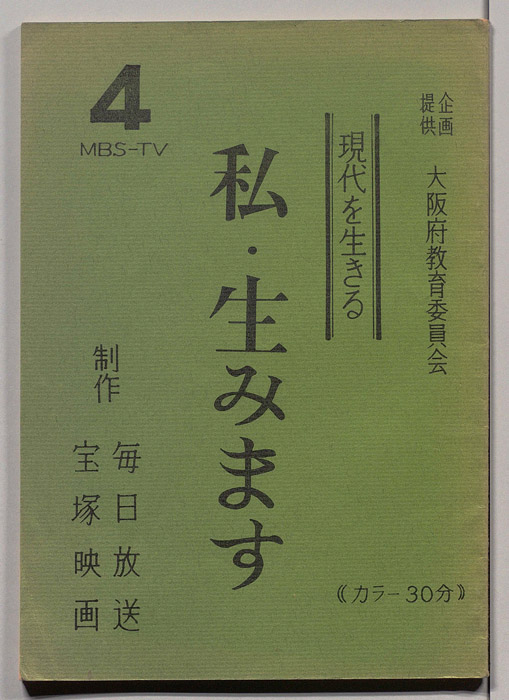 企画
提供
大阪府教育委員会
現代を生きる
私・生みます
《カラー30分》
4
MBS-TV
制作
毎日放送
宝塚映画